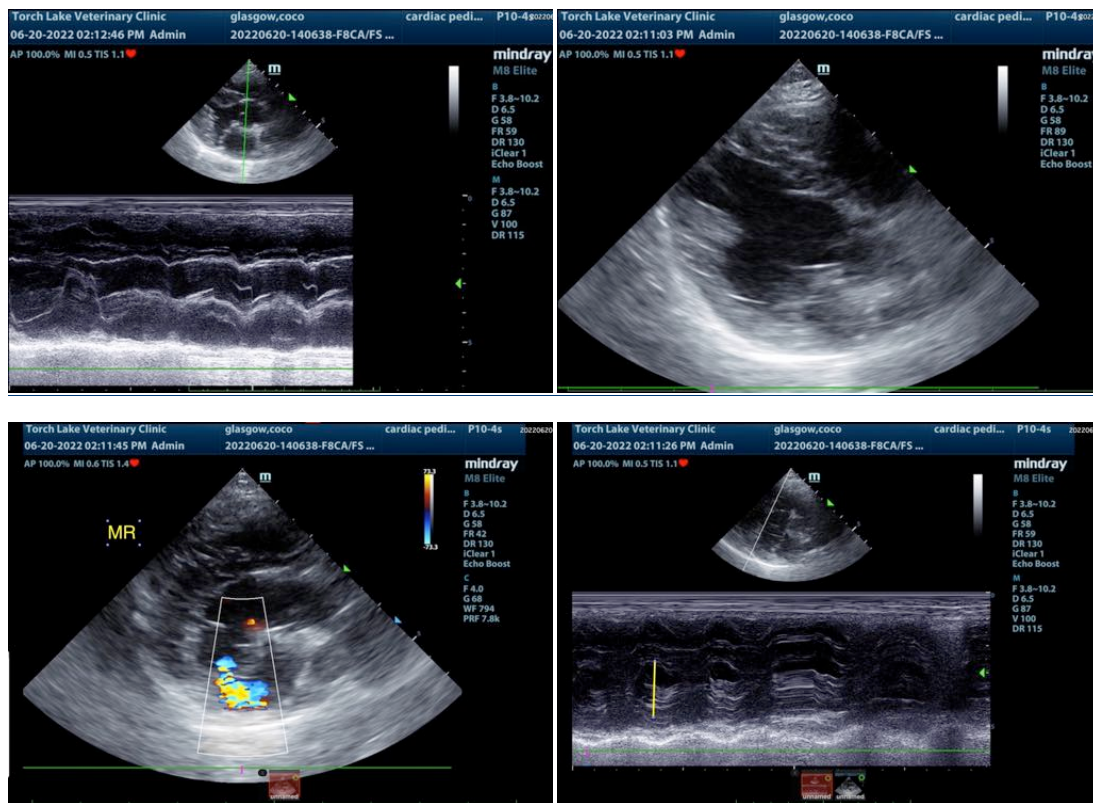 Torch Lake Veterinary Clinic glasgow,coco cardiac pedi... P10-4s
06-20-2022 02:12:46 PM Admin 20220620-140638-F8CA/FS ...
AP 100.0% MI 0.5 TIS 1.1
m
mindray
M8 Elite
B
F 3.8~10.2
D 6.5
G 58
FR 59
DR 130
iClear 1
Echo Boost
M
F 3.8~10.2
D 6.5
G 87
V 100
DR 115
Torch Lake Veterinary Clinic glasgow,coco cardiac pedi... P10-4s
06-20-2022 02:11:03 PM Admin 20220620-140638-F8CA/FS ...
AP 100.0% MI 0.5 TIS 1.1
m
mindray
M8 Elite
B
F 3.8~10.2
D 6.5
G 58
FR 89
DR 130
iClear 1
Echo Boost
Torch Lake Veterinary Clinic glasgow,coco cardiac pedi... P10-4s
06-20-2022 02:11:45 PM Admin 20220620-140638-F8CA/FS ...
AP 100.0% MI 0.6 TIS 1.4
m
73.3
-73.3
MR
mindray
M8 Elite
B
F 3.8~10.2
D 6.5
G 58
FR 42
DR 130
iClear 1
Echo Boost
C
F 4.0
G 68
WF 794
PRF 7.8k
unnamed
Torch Lake Veterinary Clinic glasgow,coco cardiac pedi... P10-4s
06-20-2022 02:11:26 PM Admin 20220620-140638-F8CA/FS ...
AP 100.0% MI 0.5 TIS 1.1
m
mindray
M8 Elite
B
F 3.8~10.2
D 6.5
G 58
FR 59
DR 130
iClear 1
Echo Boost
M
F 3.8~10.2
D 6.5
G 87
V 100
DR 115
unnamed unnamed